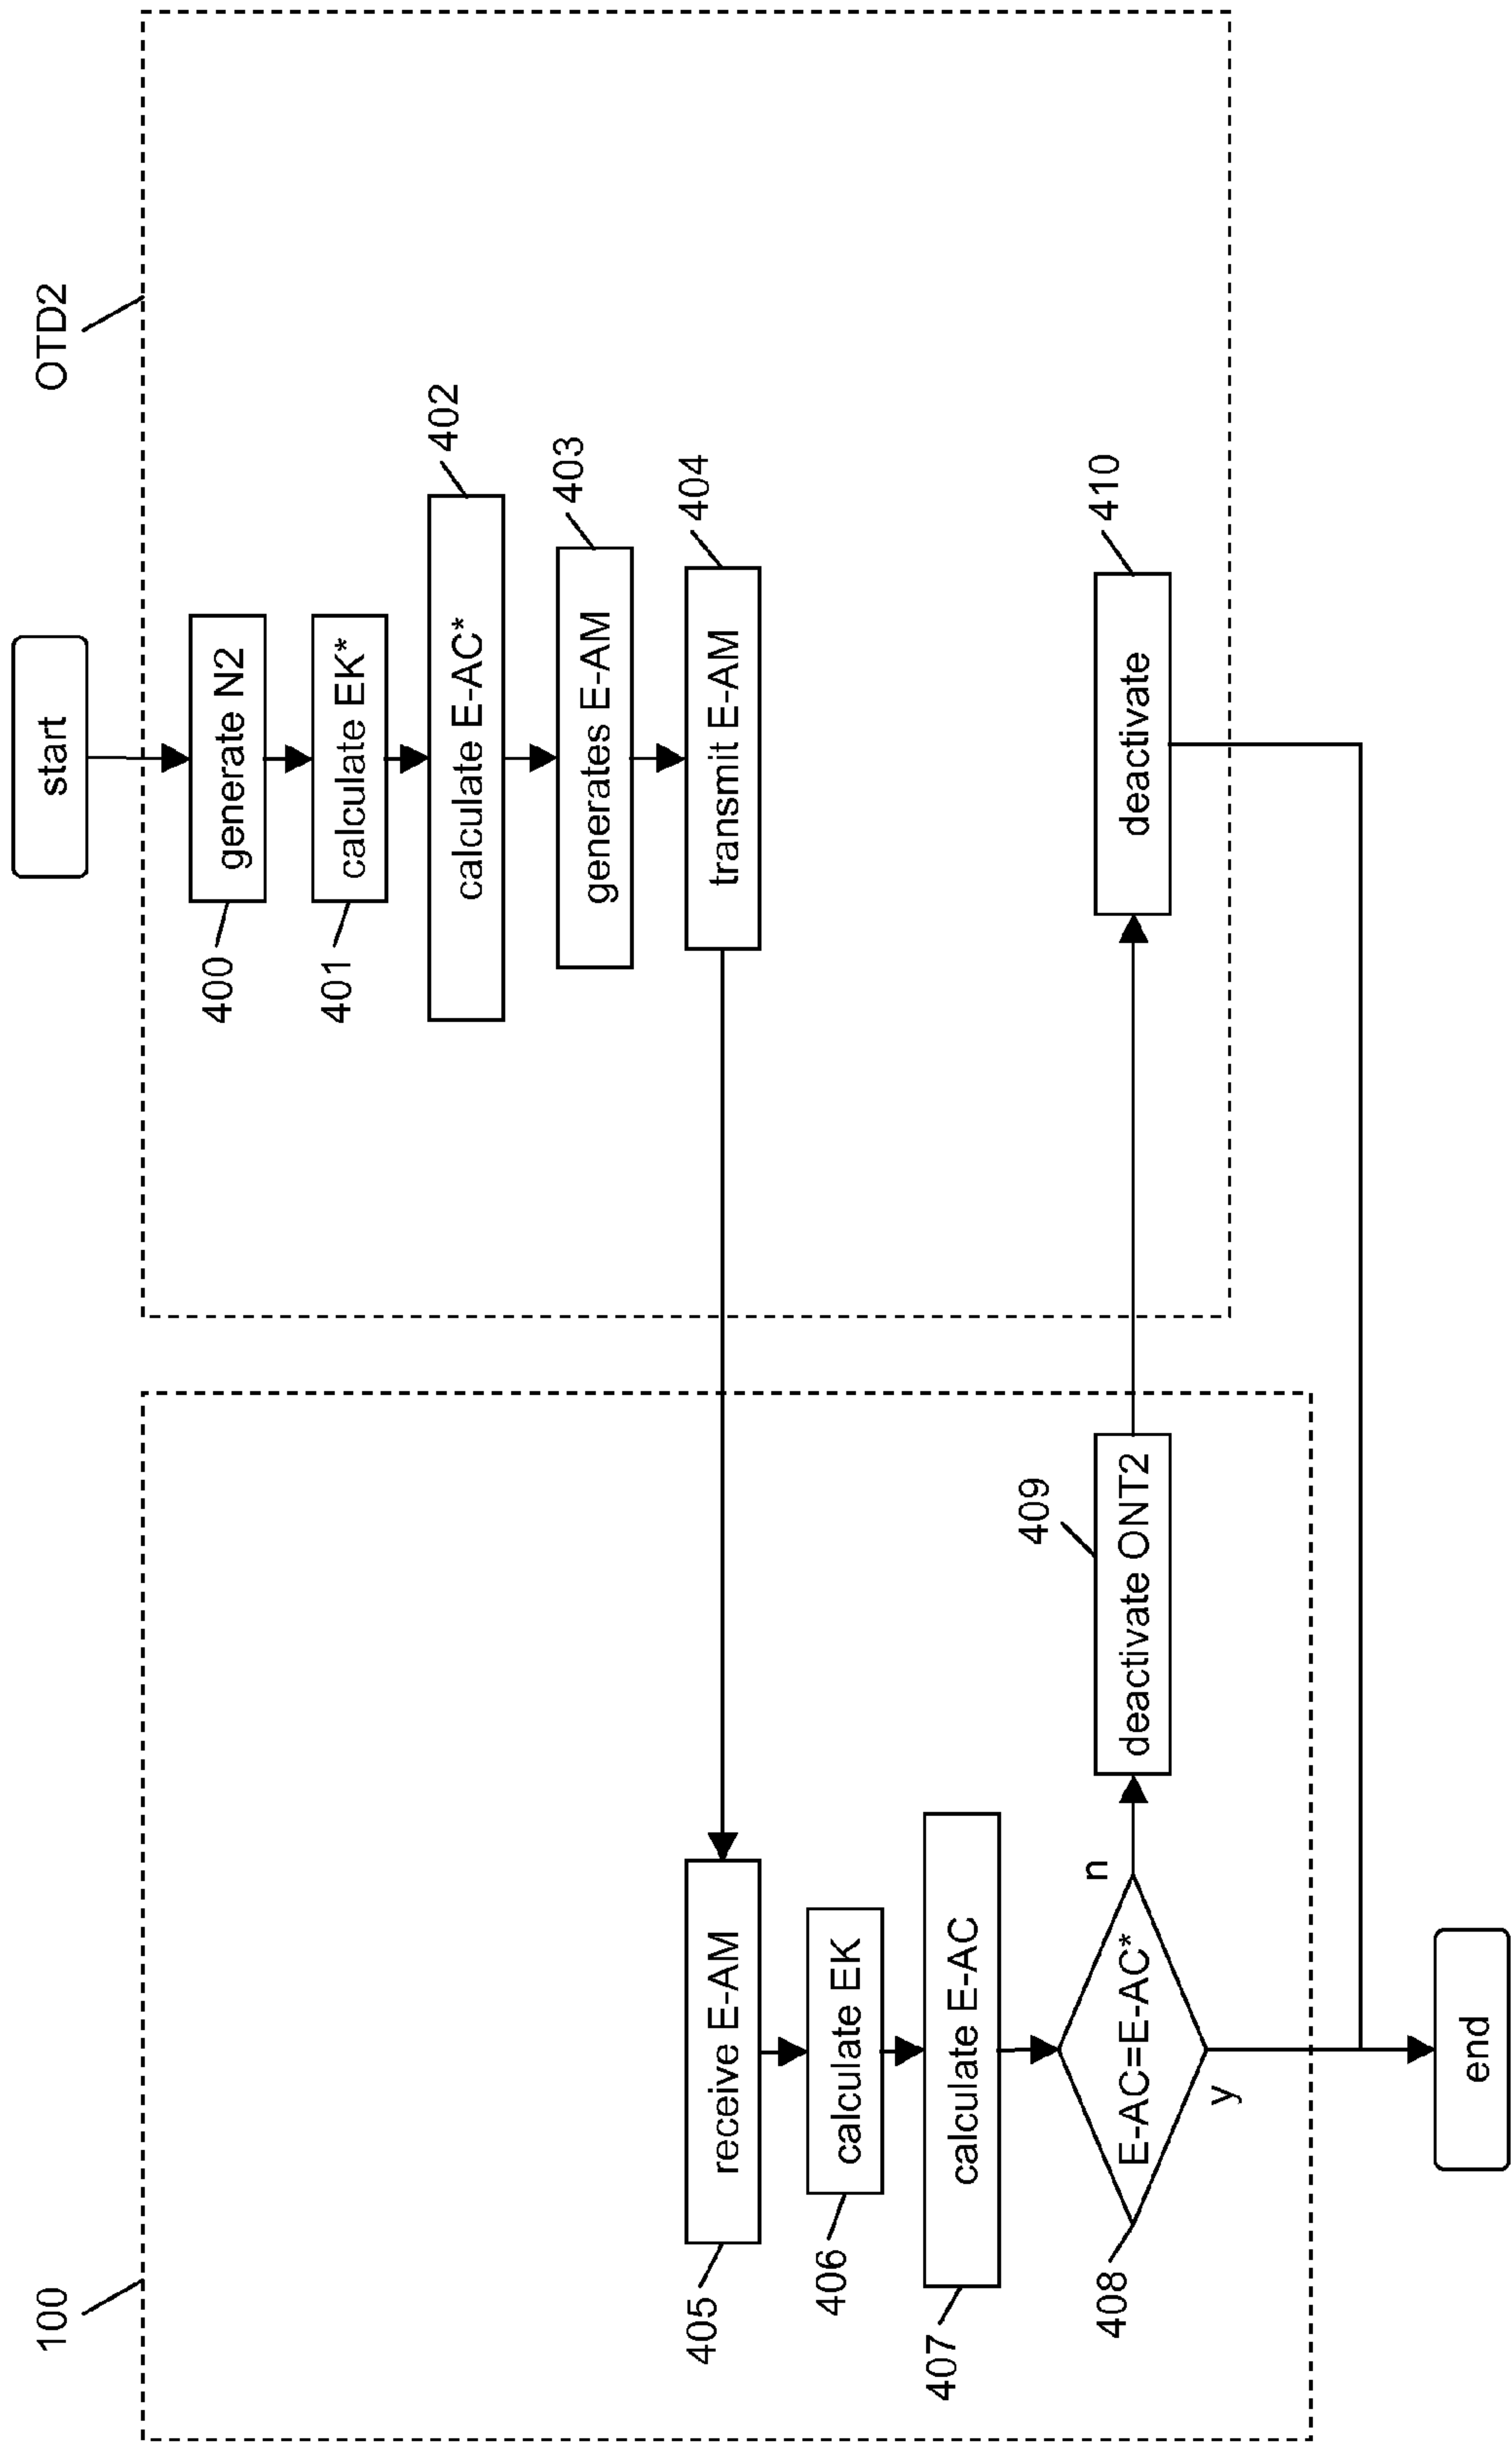 100
OTD2
start
400
generate N2
401
calculate EK*
calculate E-AC*
402
generates E-AM
403
transmit E-AM
404
405
receive E-AM
406
calculate EK
407
calculate E-AC
408
E-AC=E-AC*
n
y
409
deactivate ONT2
410
deactivate
end